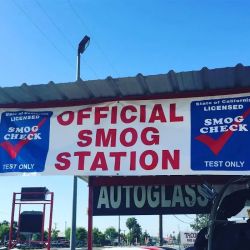 State of California
LICENSED
SMOG
CHECK
TEST ONLY
OFFICIAL
SMOG
STATION
State of California
LICENSED
SMOG
CHECK
TEST ONLY
AUTOGLASS